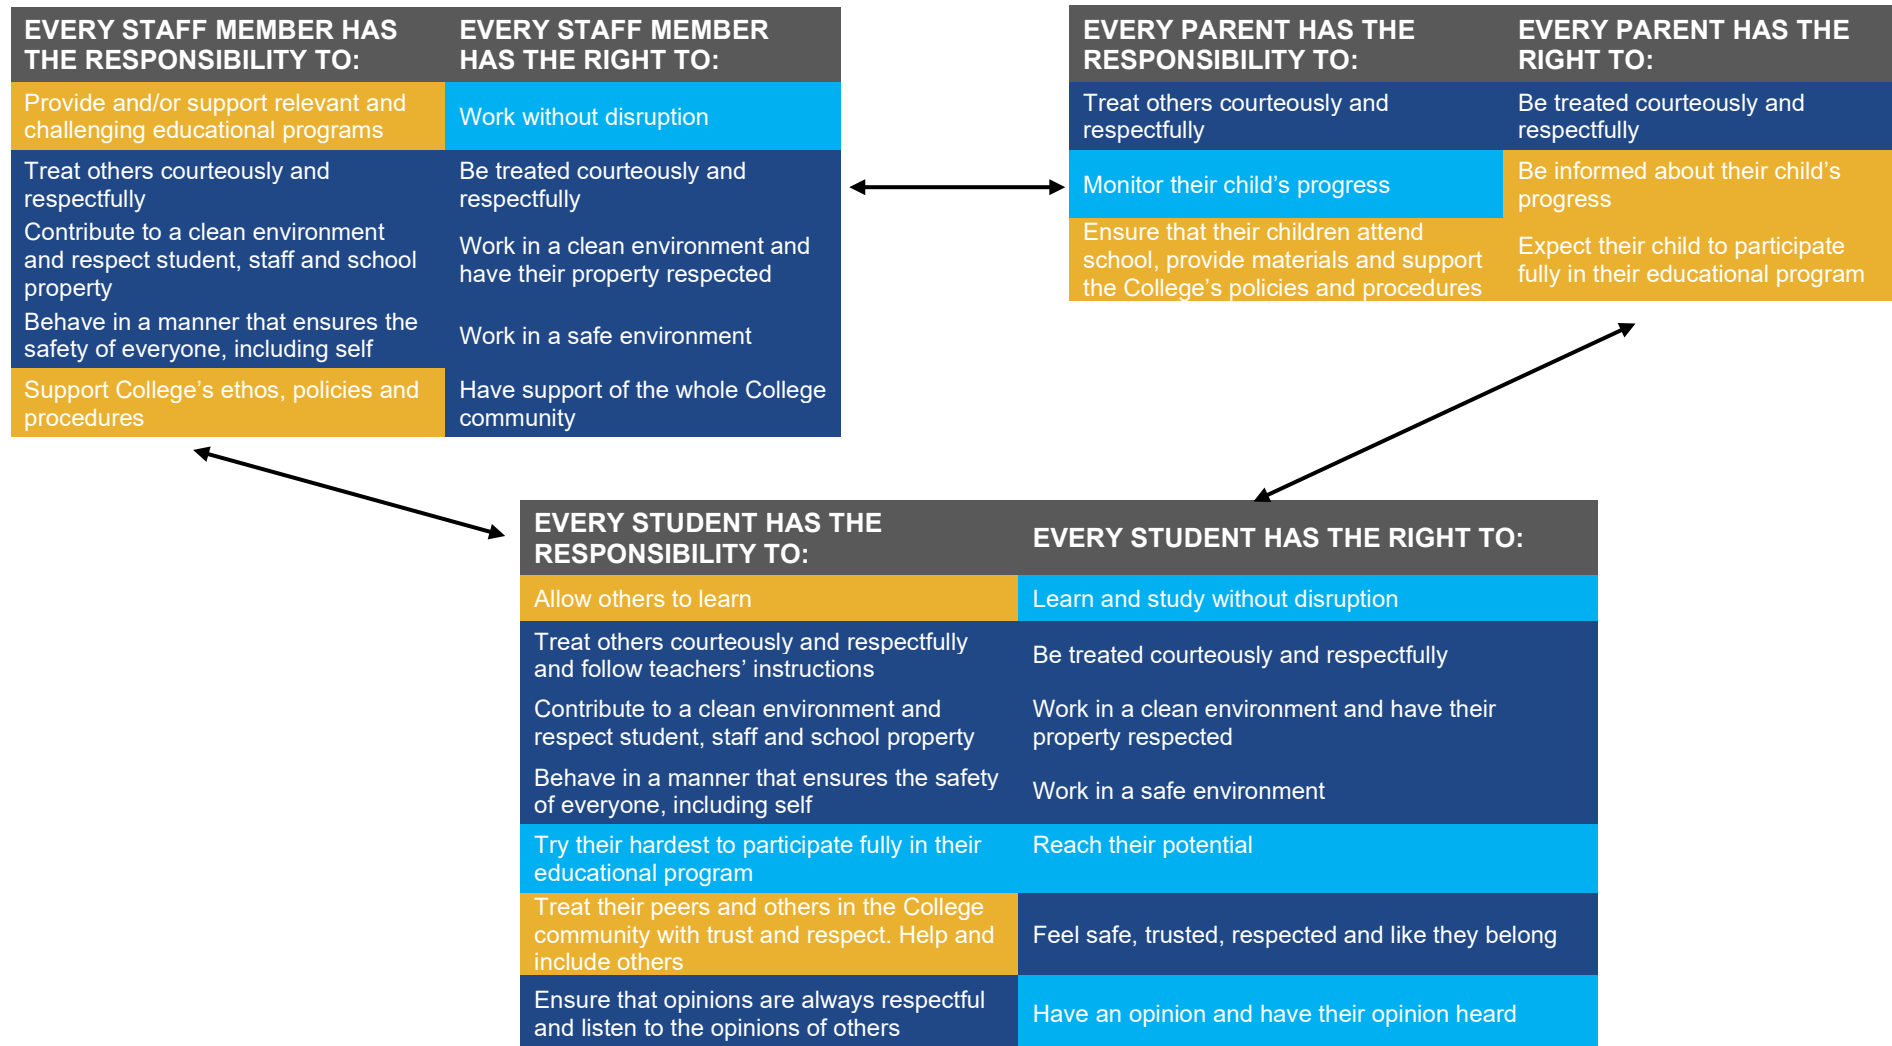 EVERY STAFF MEMBER HAS
THE RESPONSIBILITY TO:
EVERY STAFF MEMBER
HAS THE RIGHT TO:
Provide and/or support relevant and
challenging educational programs
Work without disruption
Treat others courteously and
respectfully
Be treated courteously and
respectfully
Contribute to a clean environment
and respect student, staff and school
property
Work in a clean environment and
have their property respected
Behave in a manner that ensures the
safety of everyone, including self
Work in a safe environment
Support College’s ethos, policies and
procedures
Have support of the whole College
community
EVERY PARENT HAS THE
RESPONSIBILITY TO:
EVERY PARENT HAS THE
RIGHT TO:
Treat others courteously and
respectfully
Be treated courteously and
respectfully
Monitor their child’s progress
Be informed about their child’s
progress
Ensure that their children attend
school, provide materials and support
the College’s policies and procedures
Expect their child to participate
fully in their educational program
EVERY STUDENT HAS THE
RESPONSIBILITY TO:
EVERY STUDENT HAS THE RIGHT TO:
Allow others to learn
Learn and study without disruption
Treat others courteously and respectfully
and follow teachers’ instructions
Be treated courteously and respectfully
Contribute to a clean environment and
respect student, staff and school property
Work in a clean environment and have their
property respected
Behave in a manner that ensures the safety
of everyone, including self
Work in a safe environment
Try their hardest to participate fully in their
educational program
Reach their potential
Treat their peers and others in the College
community with trust and respect. Help and
include others
Feel safe, trusted, respected and like they belong
Ensure that opinions are always respectful
and listen to the opinions of others
Have an opinion and have their opinion heard